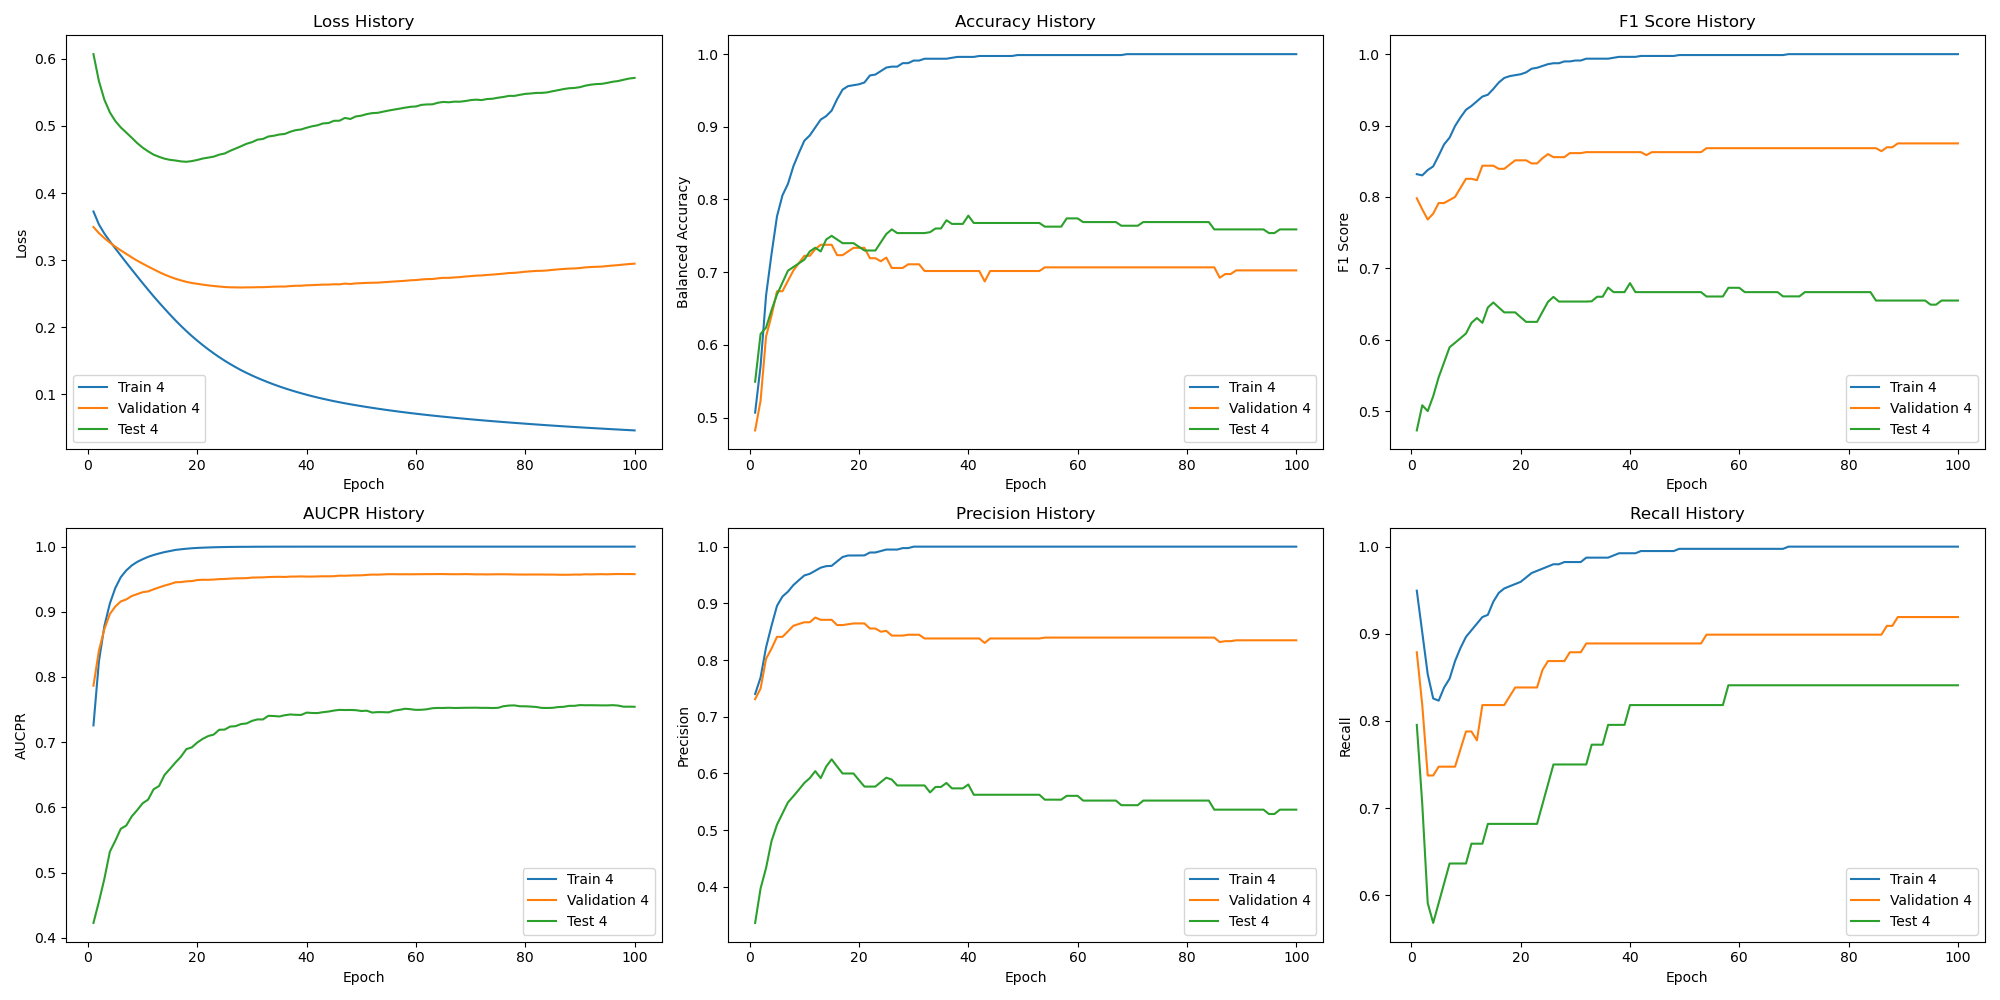 Loss History
Loss
0.6
0.5
0.4
0.3
0.2
0.1
0 20 40 60 80 100
Epoch
Train 4
Validation 4
Test 4
Accuracy History
Balanced Accuracy
1.0
0.9
0.8
0.7
0.6
0.5
0 20 40 60 80 100
Epoch
Train 4
Validation 4
Test 4
F1 Score History
F1 Score
1.0
0.9
0.8
0.7
0.6
0.5
0 20 40 60 80 100
Epoch
Train 4
Validation 4
Test 4
AUCPR History
AUCPR
1.0
0.9
0.8
0.7
0.6
0.5
0.4
0 20 40 60 80 100
Epoch
Train 4
Validation 4
Test 4
Precision History
Precision
1.0
0.9
0.8
0.7
0.6
0.5
0.4
0 20 40 60 80 100
Epoch
Train 4
Validation 4
Test 4
Recall History
Recall
1.0
0.9
0.8
0.7
0.6
0 20 40 60 80 100
Epoch
Train 4
Validation 4
Test 4